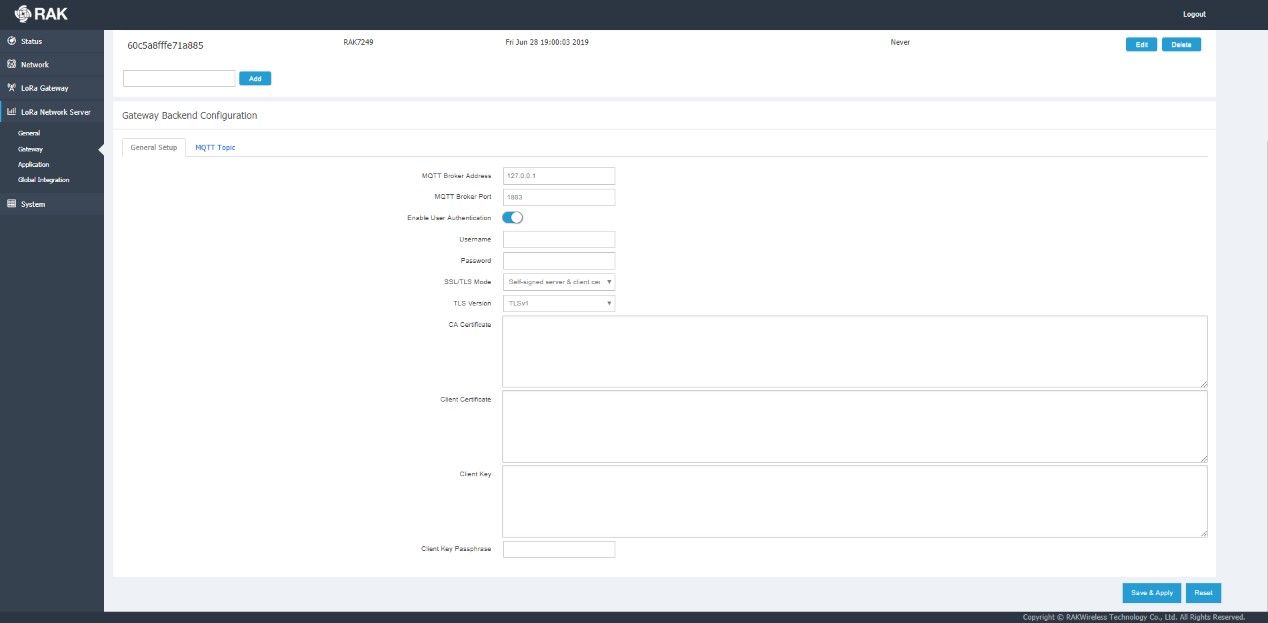 RAK
Logout
Status
Network
LoRa Gateway
LoRa Network Server
General
Gateway
Application
Global Integration
System
60c5a8fffe71a885 RAK7249 Fri Jun 28 19:00:03 2019 Never Edit Delete
Add
Gateway Backend Configuration
General Setup MQTT Topic
MQTT Broker Address 127.0.0.1
MQTT Broker Port 1883
Enable User Authentication
Username
Password
SSL/TLS Mode Self-signed server & client cer
TLS Version TLSv1
CA Certificate
Client Certificate
Client Key
Client Key Passphrase
Save & Apply Reset
Copyright © RAKWireless Technology Co., Ltd. All Rights Reserved.